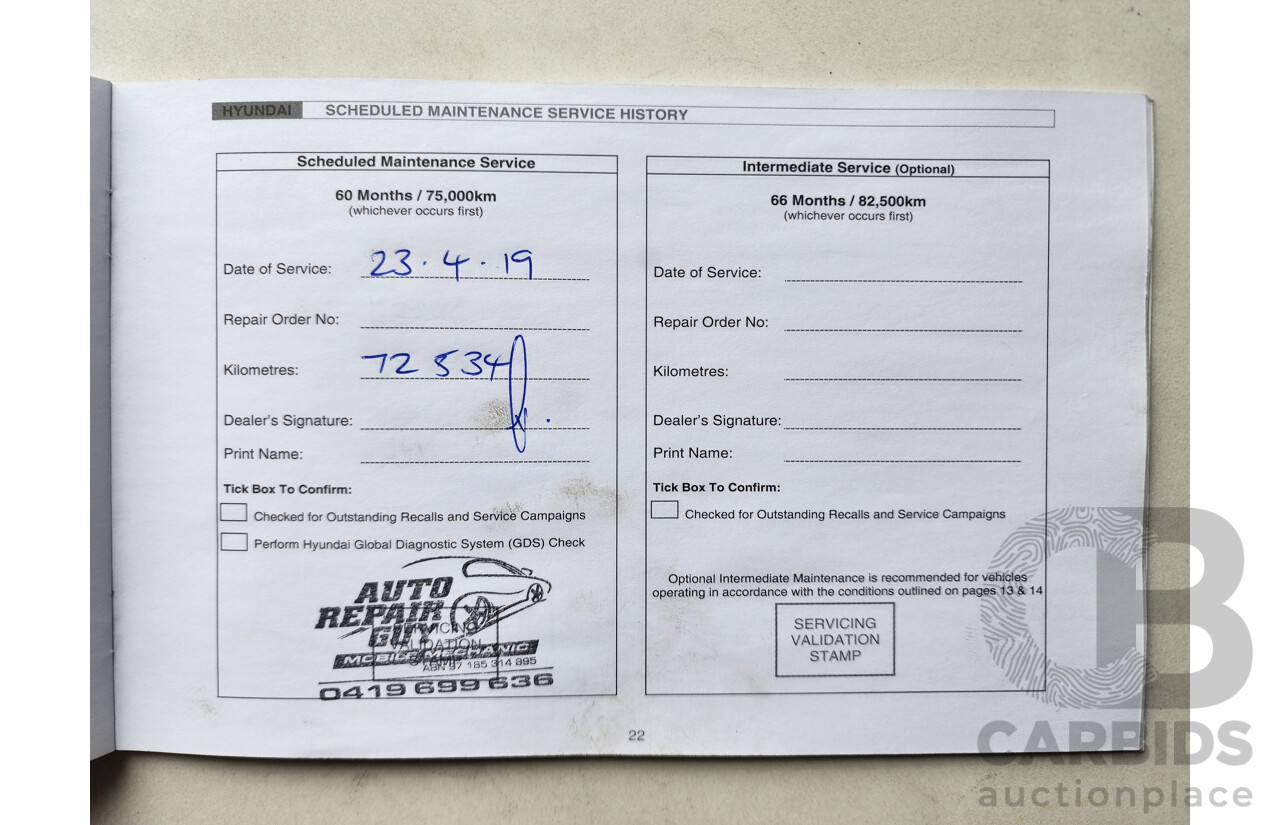 HYUNDAI SCHEDULED MAINTENANCE SERVICE HISTORY
Scheduled Maintenance Service
60 Months / 75,000km
(whichever occurs first)
Date of Service: 23.4.19
Repair Order No:
Kilometres: 72 534
Dealer's Signature:
Print Name:
Tick Box To Confirm:
Checked for Outstanding Recalls and Service Campaigns
Perform Hyundai Global Diagnostic System (GDS) Check
AUTO
REPAIR
GUY
SERVICING
VALIDATION
STAMP
MOBILE MECHANIC
ABN 97 185 314 895
0419 699 636
Intermediate Service (Optional)
66 Months / 82,500km
(whichever occurs first)
Date of Service:
Repair Order No:
Kilometres:
Dealer's Signature:
Print Name:
Tick Box To Confirm:
Checked for Outstanding Recalls and Service Campaigns
Optional Intermediate Maintenance is recommended for vehicles
operating in accordance with the conditions outlined on pages 13 & 14
SERVICING
VALIDATION
STAMP
22
CB
CARBIDS
auctionplace